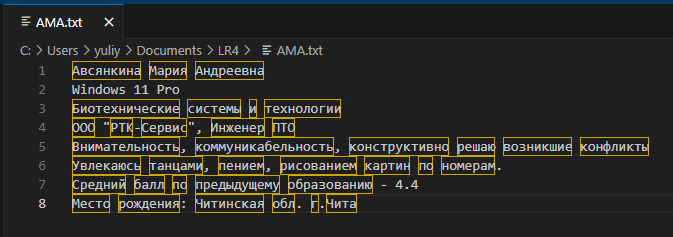 AMA.txt
C: > Users > yuliy > Documents > LR4 > AMA.txt
1 Авсянкина Мария Андреевна
2 Windows 11 Pro
3 Биотехнические системы и технологии
4 ООО "РТК-Сервис", Инженер ПТО
5 Внимательность, коммуникабельность, конструктивно решаю возникшие конфликты
6 Увлекаюсь танцами, пением, рисованием картин по номерам.
7 Средний балл по предыдущему образованию - 4.4
8 Место рождения: Читинская обл. г.Чита